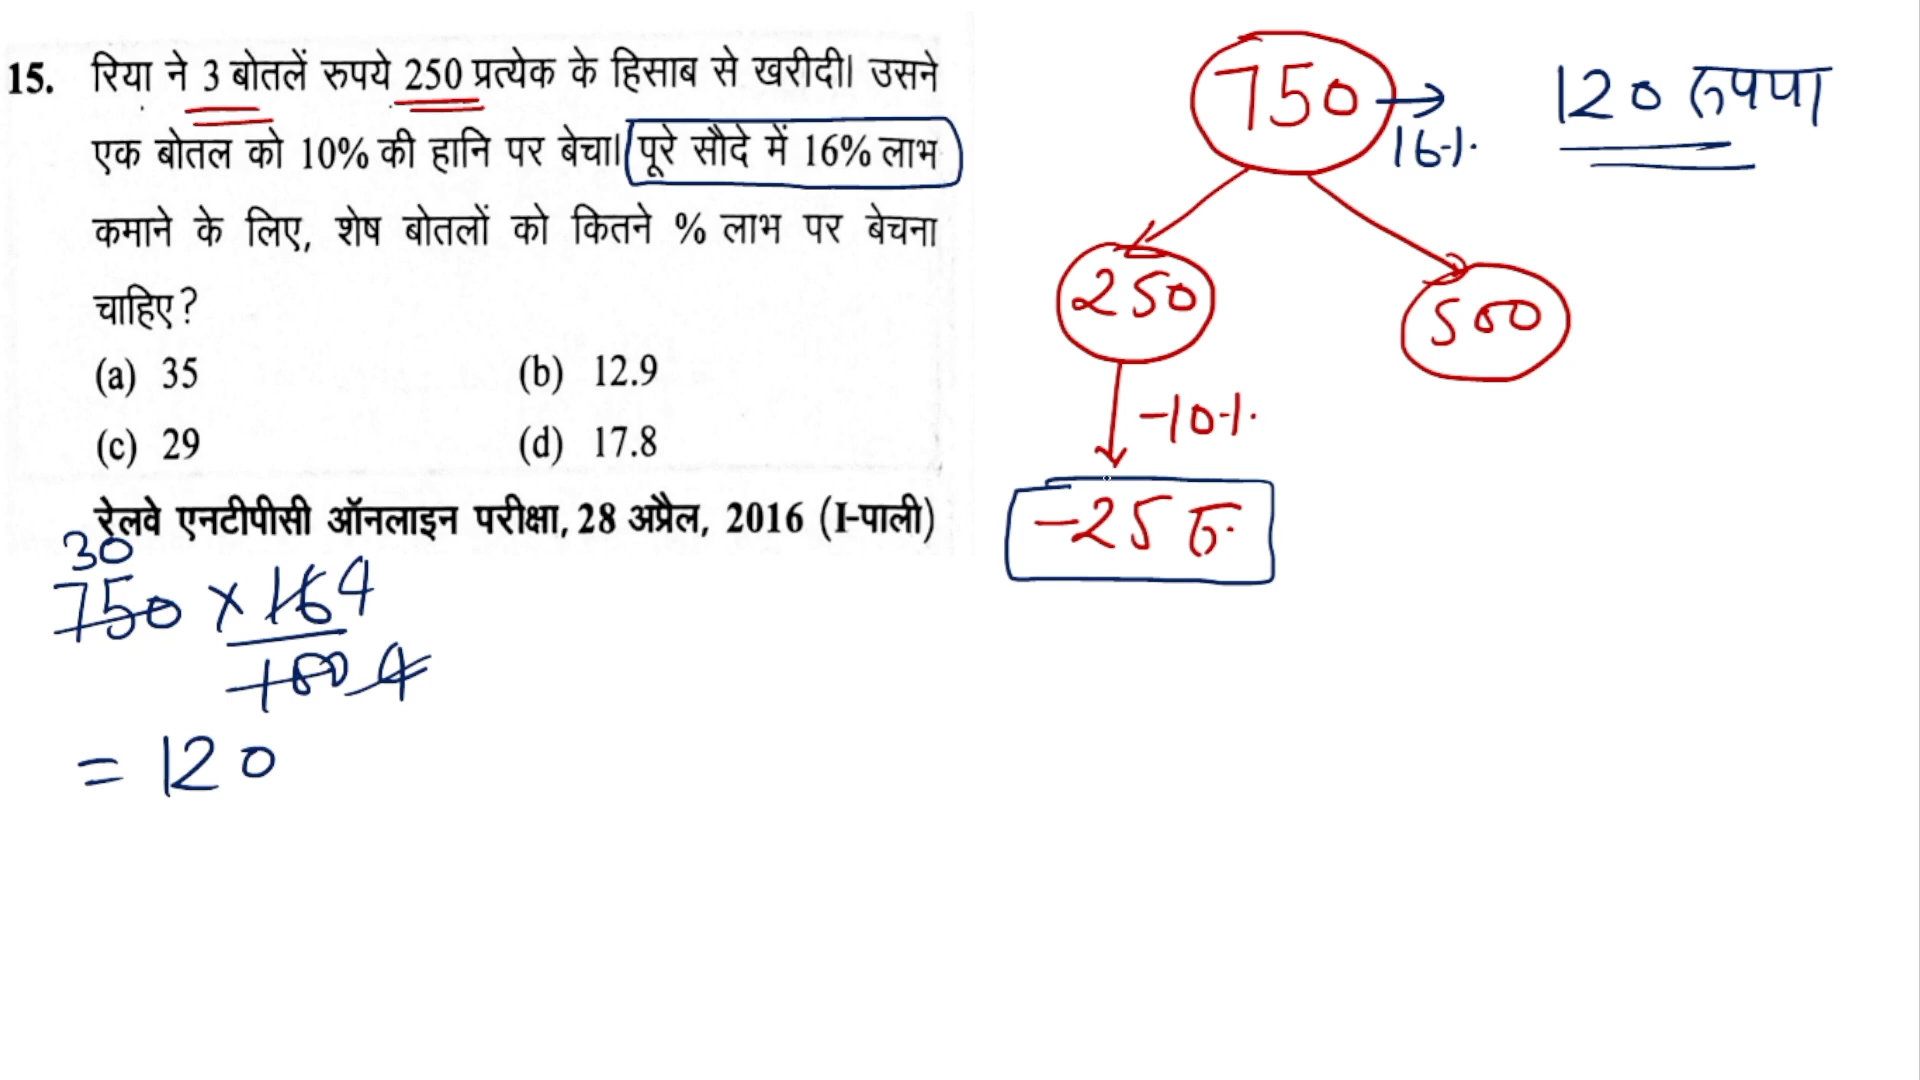 15. रिया ने 3 बोतलें रुपये 250 प्रत्येक के हिसाब से खरीदी। उसने
एक बोतल को 10% की हानि पर बेचा। पूरे सौदे में 16% लाभ
कमाने के लिए, शेष बोतलों को कितने % लाभ पर बेचना
चाहिए?
(a) 35 (b) 12.9
(c) 29 (d) 17.8
रेलवे एनटीपीसी ऑनलाइन परीक्षा, 28 अप्रैल, 2016 (I-पाली)
30
750 × 16 4
100 4
= 120
750 → 120 रुपया
16%
250 500
-10%
-25 रु.